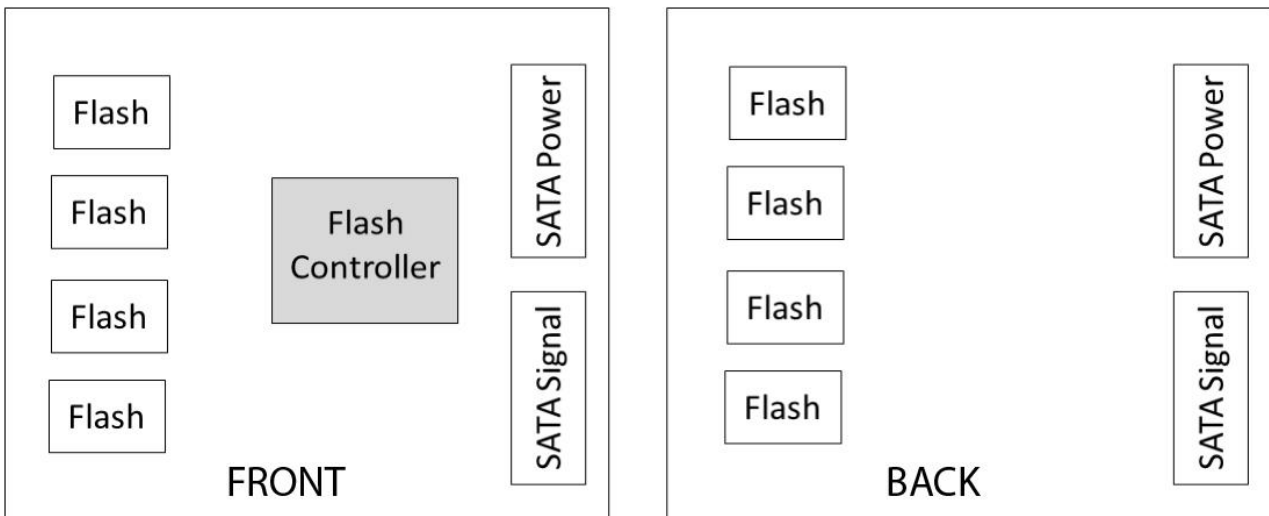 Flash
Flash
Flash
Flash
Flash
Controller
SATA Power
SATA Signal
FRONT
Flash
Flash
Flash
Flash
SATA Power
SATA Signal
BACK